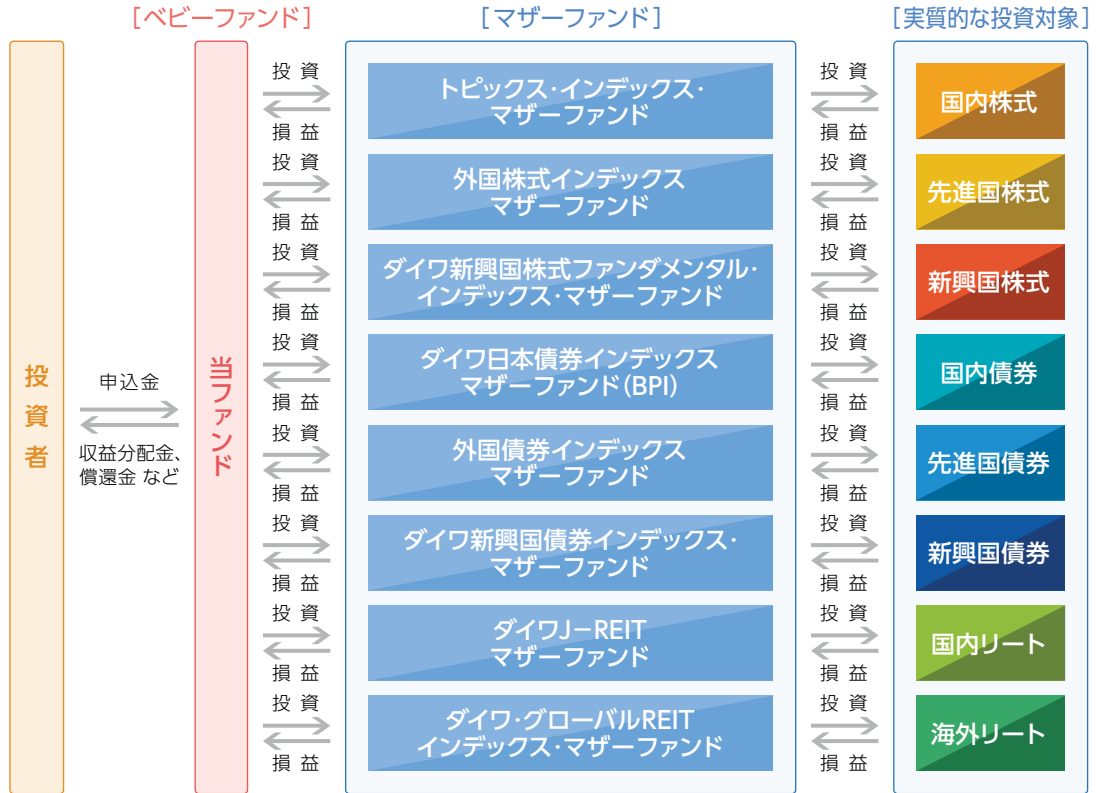 [ベビーファンド]
[マザーファンド]
[実質的な投資対象]
投資者
申込金
収益分配金、
償還金 など
当ファンド
投 資
損 益
トピックス・インデックス・
マザーファンド
投 資
損 益
国内株式
投 資
損 益
外国株式インデックス
マザーファンド
投 資
損 益
先進国株式
投 資
損 益
ダイワ新興国株式ファンダメンタル・
インデックス・マザーファンド
投 資
損 益
新興国株式
投 資
損 益
ダイワ日本債券インデックス
マザーファンド(BPI)
投 資
損 益
国内債券
投 資
損 益
外国債券インデックス
マザーファンド
投 資
損 益
先進国債券
投 資
損 益
ダイワ新興国債券インデックス・
マザーファンド
投 資
損 益
新興国債券
投 資
損 益
ダイワJ−REIT
マザーファンド
投 資
損 益
国内リート
投 資
損 益
ダイワ・グローバルREIT
インデックス・マザーファンド
投 資
損 益
海外リート